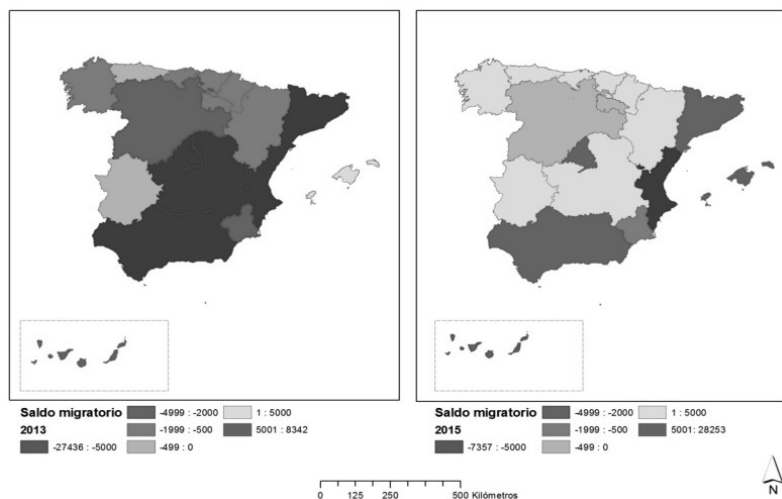 Saldo migratorio
2013
-27436 : -5000
-4999 : -2000
-1999 : -500
-499 : 0
1 : 5000
5001 : 8342
Saldo migratorio
2015
-7357 : -5000
-4999 : -2000
-1999 : -500
-499 : 0
1 : 5000
5001: 28253
0 125 250 500 Kilómetros
N